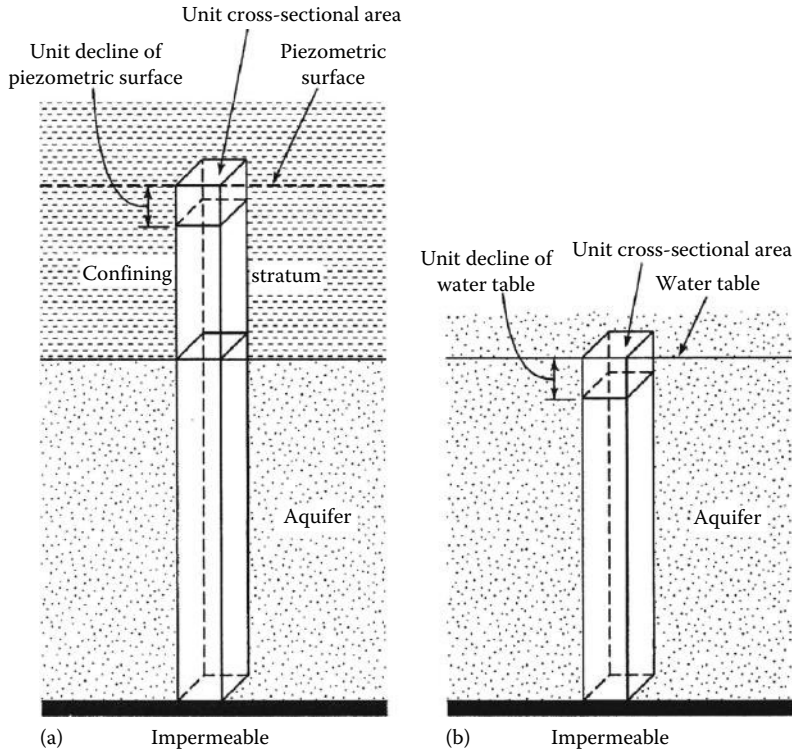 Unit cross-sectional area
Unit decline of
piezometric surface
Piezometric
surface
Confining
stratum
Aquifer
(a)
Impermeable
Unit decline of
water table
Unit cross-sectional area
Water table
Aquifer
(b)
Impermeable